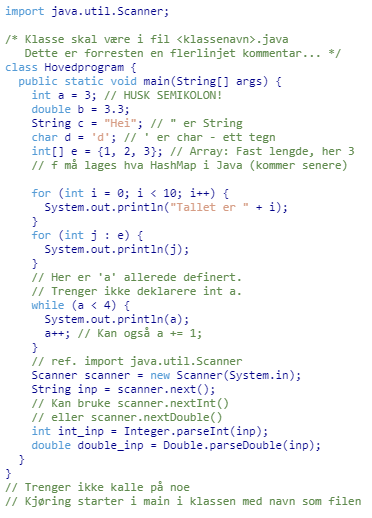 import java.util.Scanner;
/* Klasse skal være i fil <klassenavn>.java
Dette er forresten en flerlinjet kommentar... */
class Hovedprogram {
public static void main(String[] args) {
int a = 3; // HUSK SEMIKOLON!
double b = 3.3;
String c = "Hei"; // " er String
char d = 'd'; // ' er char - ett tegn
int[] e = {1, 2, 3}; // Array: Fast lengde, her 3
// f må lages hva HashMap i Java (kommer senere)
for (int i = 0; i < 10; i++) {
System.out.println("Tallet er " + i);
}
for (int j : e) {
System.out.println(j);
}
// Her er 'a' allerede definert.
// Trenger ikke deklarere int a.
while (a < 4) {
System.out.println(a);
a++; // Kan også a += 1;
}
// ref. import java.util.Scanner
Scanner scanner = new Scanner(System.in);
String inp = scanner.next();
// Kan bruke scanner.nextInt()
// eller scanner.nextDouble()
int int_inp = Integer.parseInt(inp);
double double_inp = Double.parseDouble(inp);
}
}
// Trenger ikke kalle på noe
// Kjøring starter i main i klassen med navn som filen